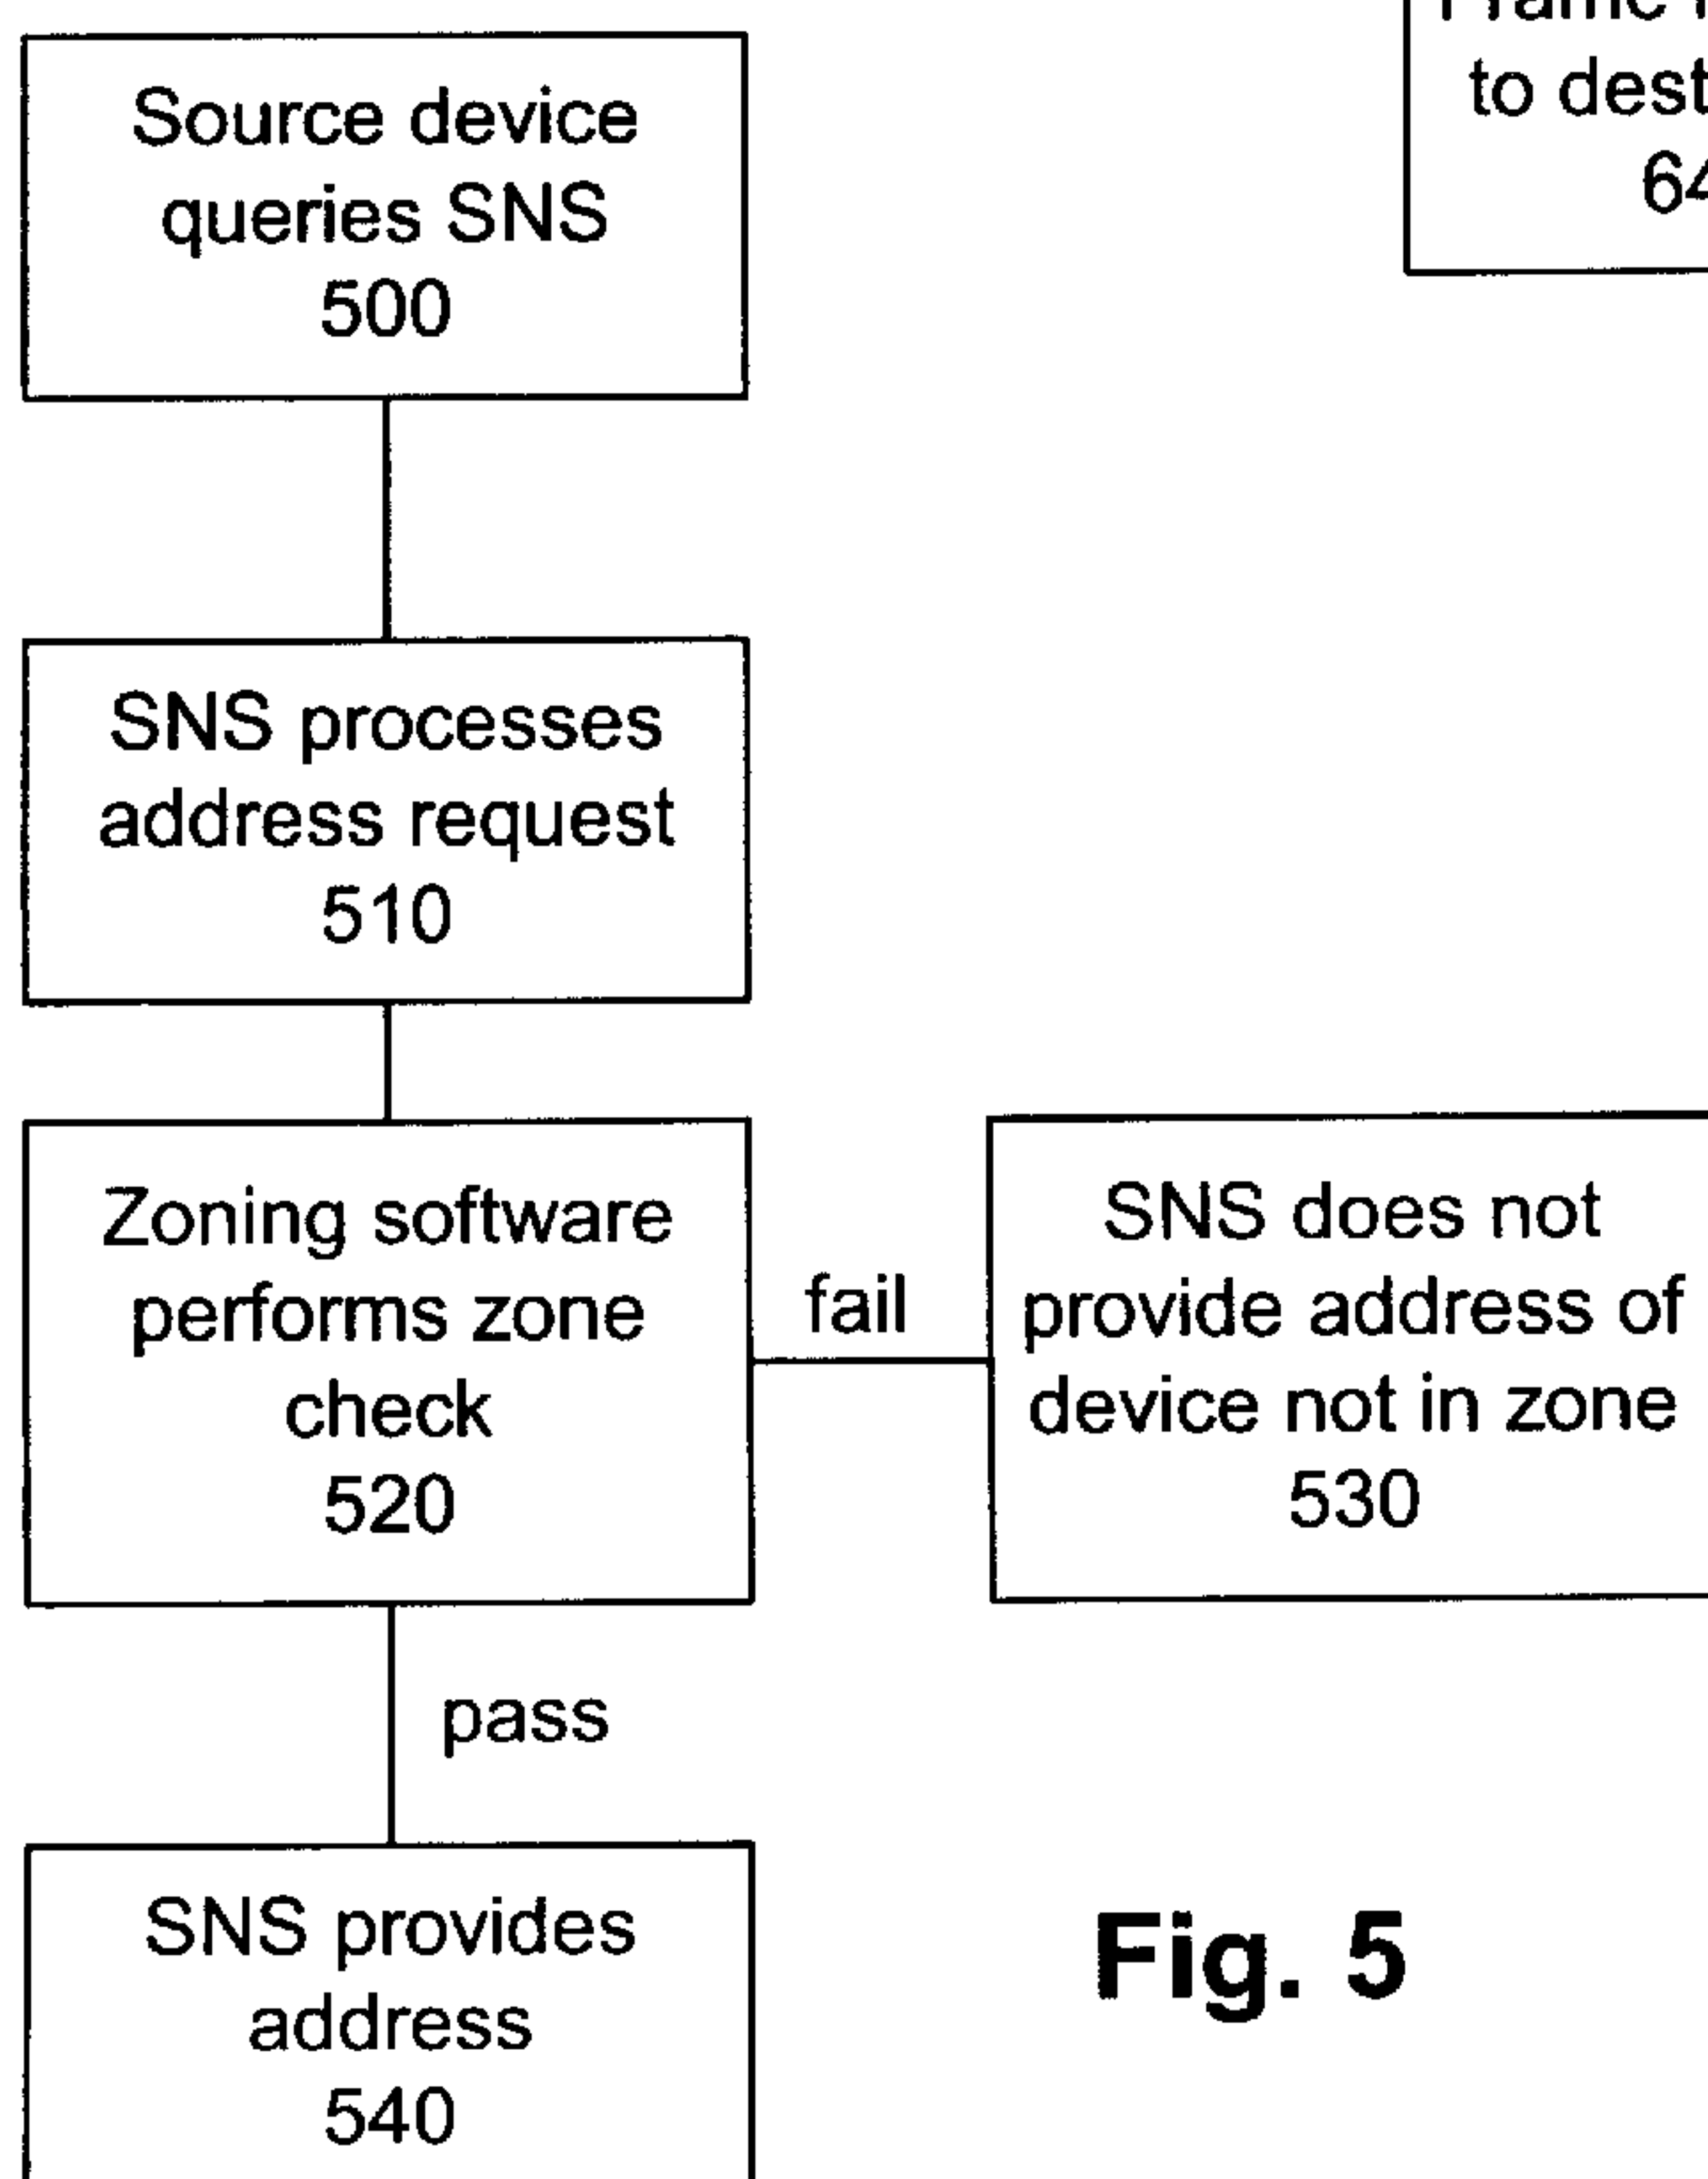 to
64
Source device
queries SNS
500
SNS processes
address request
510
Zoning software
performs zone
check
520
fail
SNS does not
provide address of
device not in zone
530
pass
SNS provides
address
540
Fig. 5